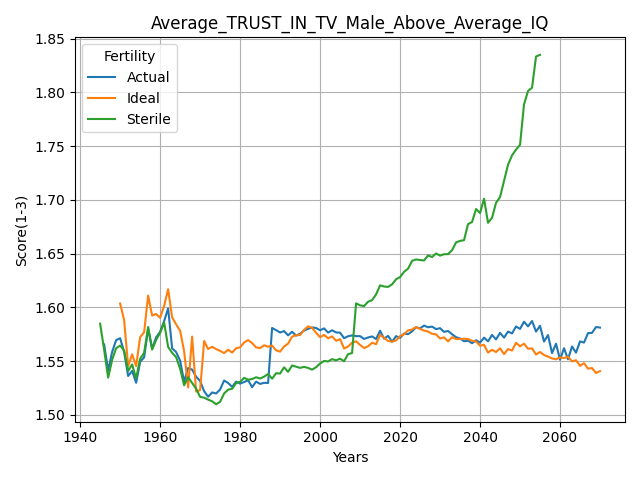 Average_TRUST_IN_TV_Male_Above_Average_IQ
Fertility
Actual
Ideal
Sterile
Score(1-3)
1.85
1.80
1.75
1.70
1.65
1.60
1.55
1.50
1940
1960
1980
2000
2020
2040
2060
Years